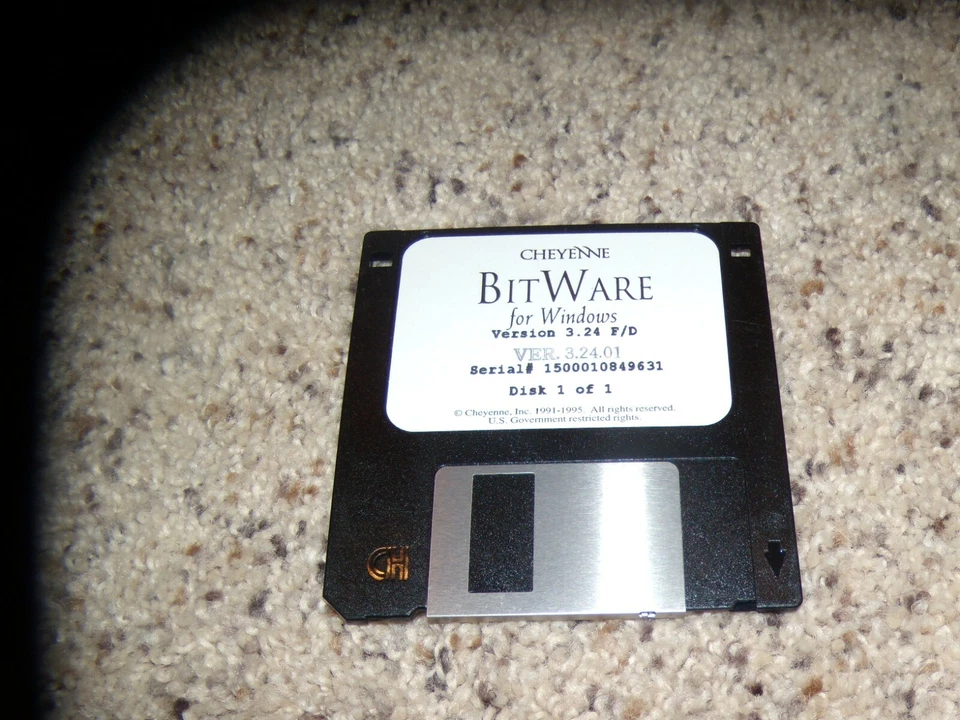 CHEYENNE
BITWARE
for Windows
Version 3.24 F/D
VER. 3.24.01
Serial# 1500010849631
Disk 1 of 1
© Cheyenne, Inc. 1991-1995. All rights reserved.
U.S. Government restricted rights.